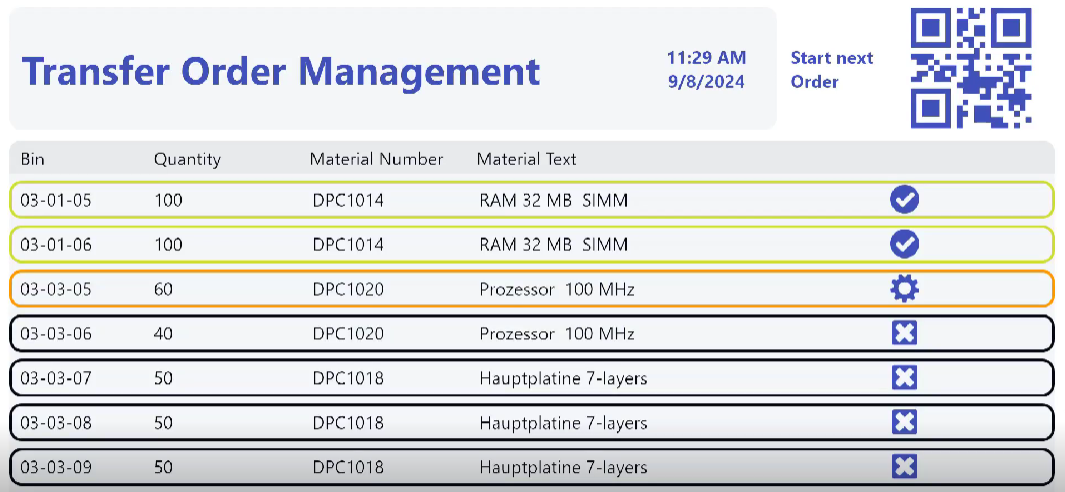 Transfer Order Management
11:29 AM
9/8/2024
Start next
Order
Bin Quantity Material Number Material Text
03-01-05 100 DPC1014 RAM 32 MB SIMM
03-01-06 100 DPC1014 RAM 32 MB SIMM
03-03-05 60 DPC1020 Prozessor 100 MHz
03-03-06 40 DPC1020 Prozessor 100 MHz
03-03-07 50 DPC1018 Hauptplatine 7-layers
03-03-08 50 DPC1018 Hauptplatine 7-layers
03-03-09 50 DPC1018 Hauptplatine 7-layers